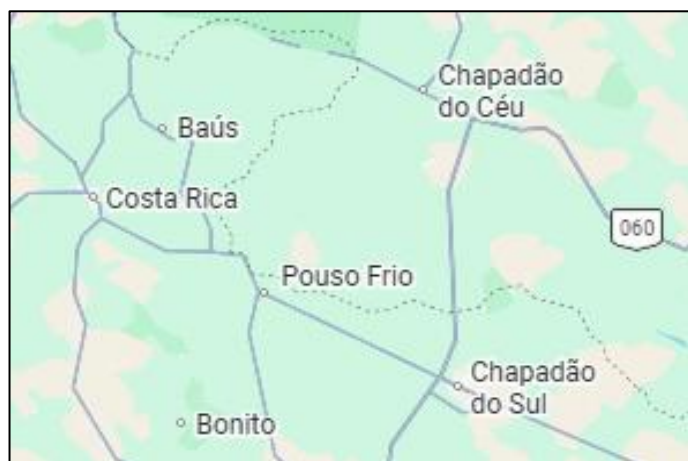 Chapadão
do Céu
Baús
Costa Rica
060
Pouso Frio
Chapadão
do Sul
Bonito